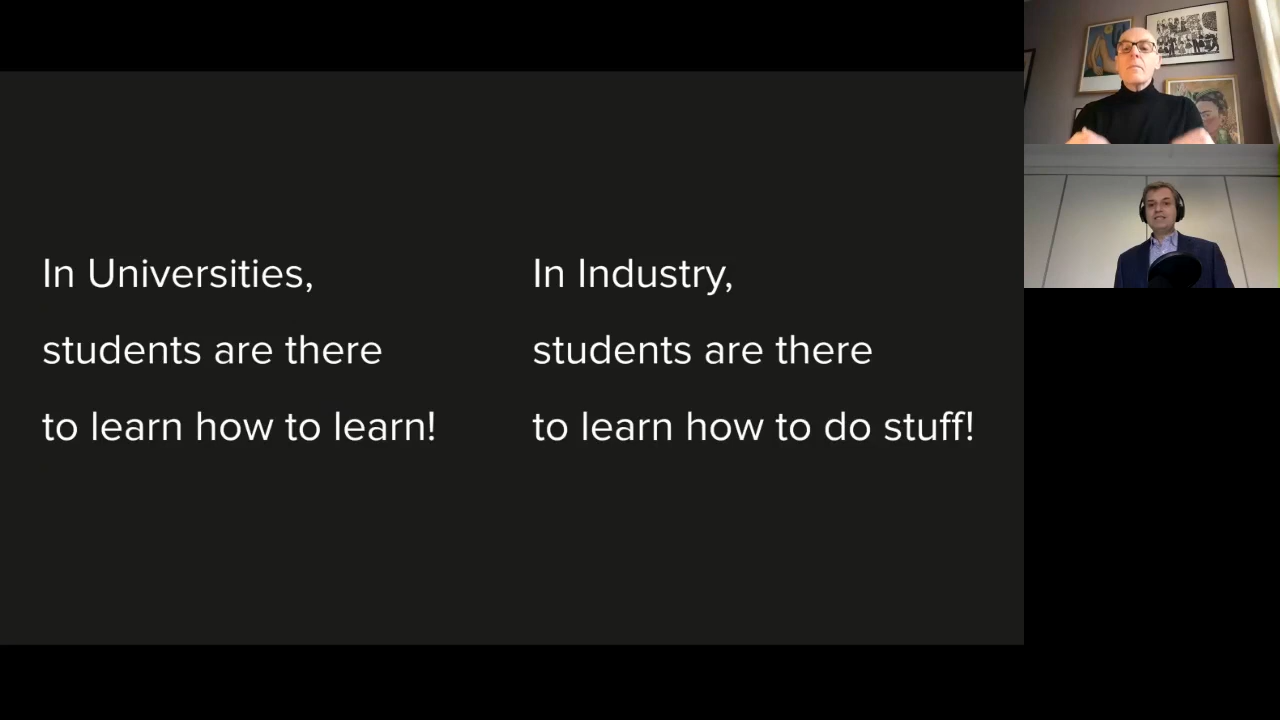 In Universities,
students are there
to learn how to learn!
In Industry,
students are there
to learn how to do stuff!